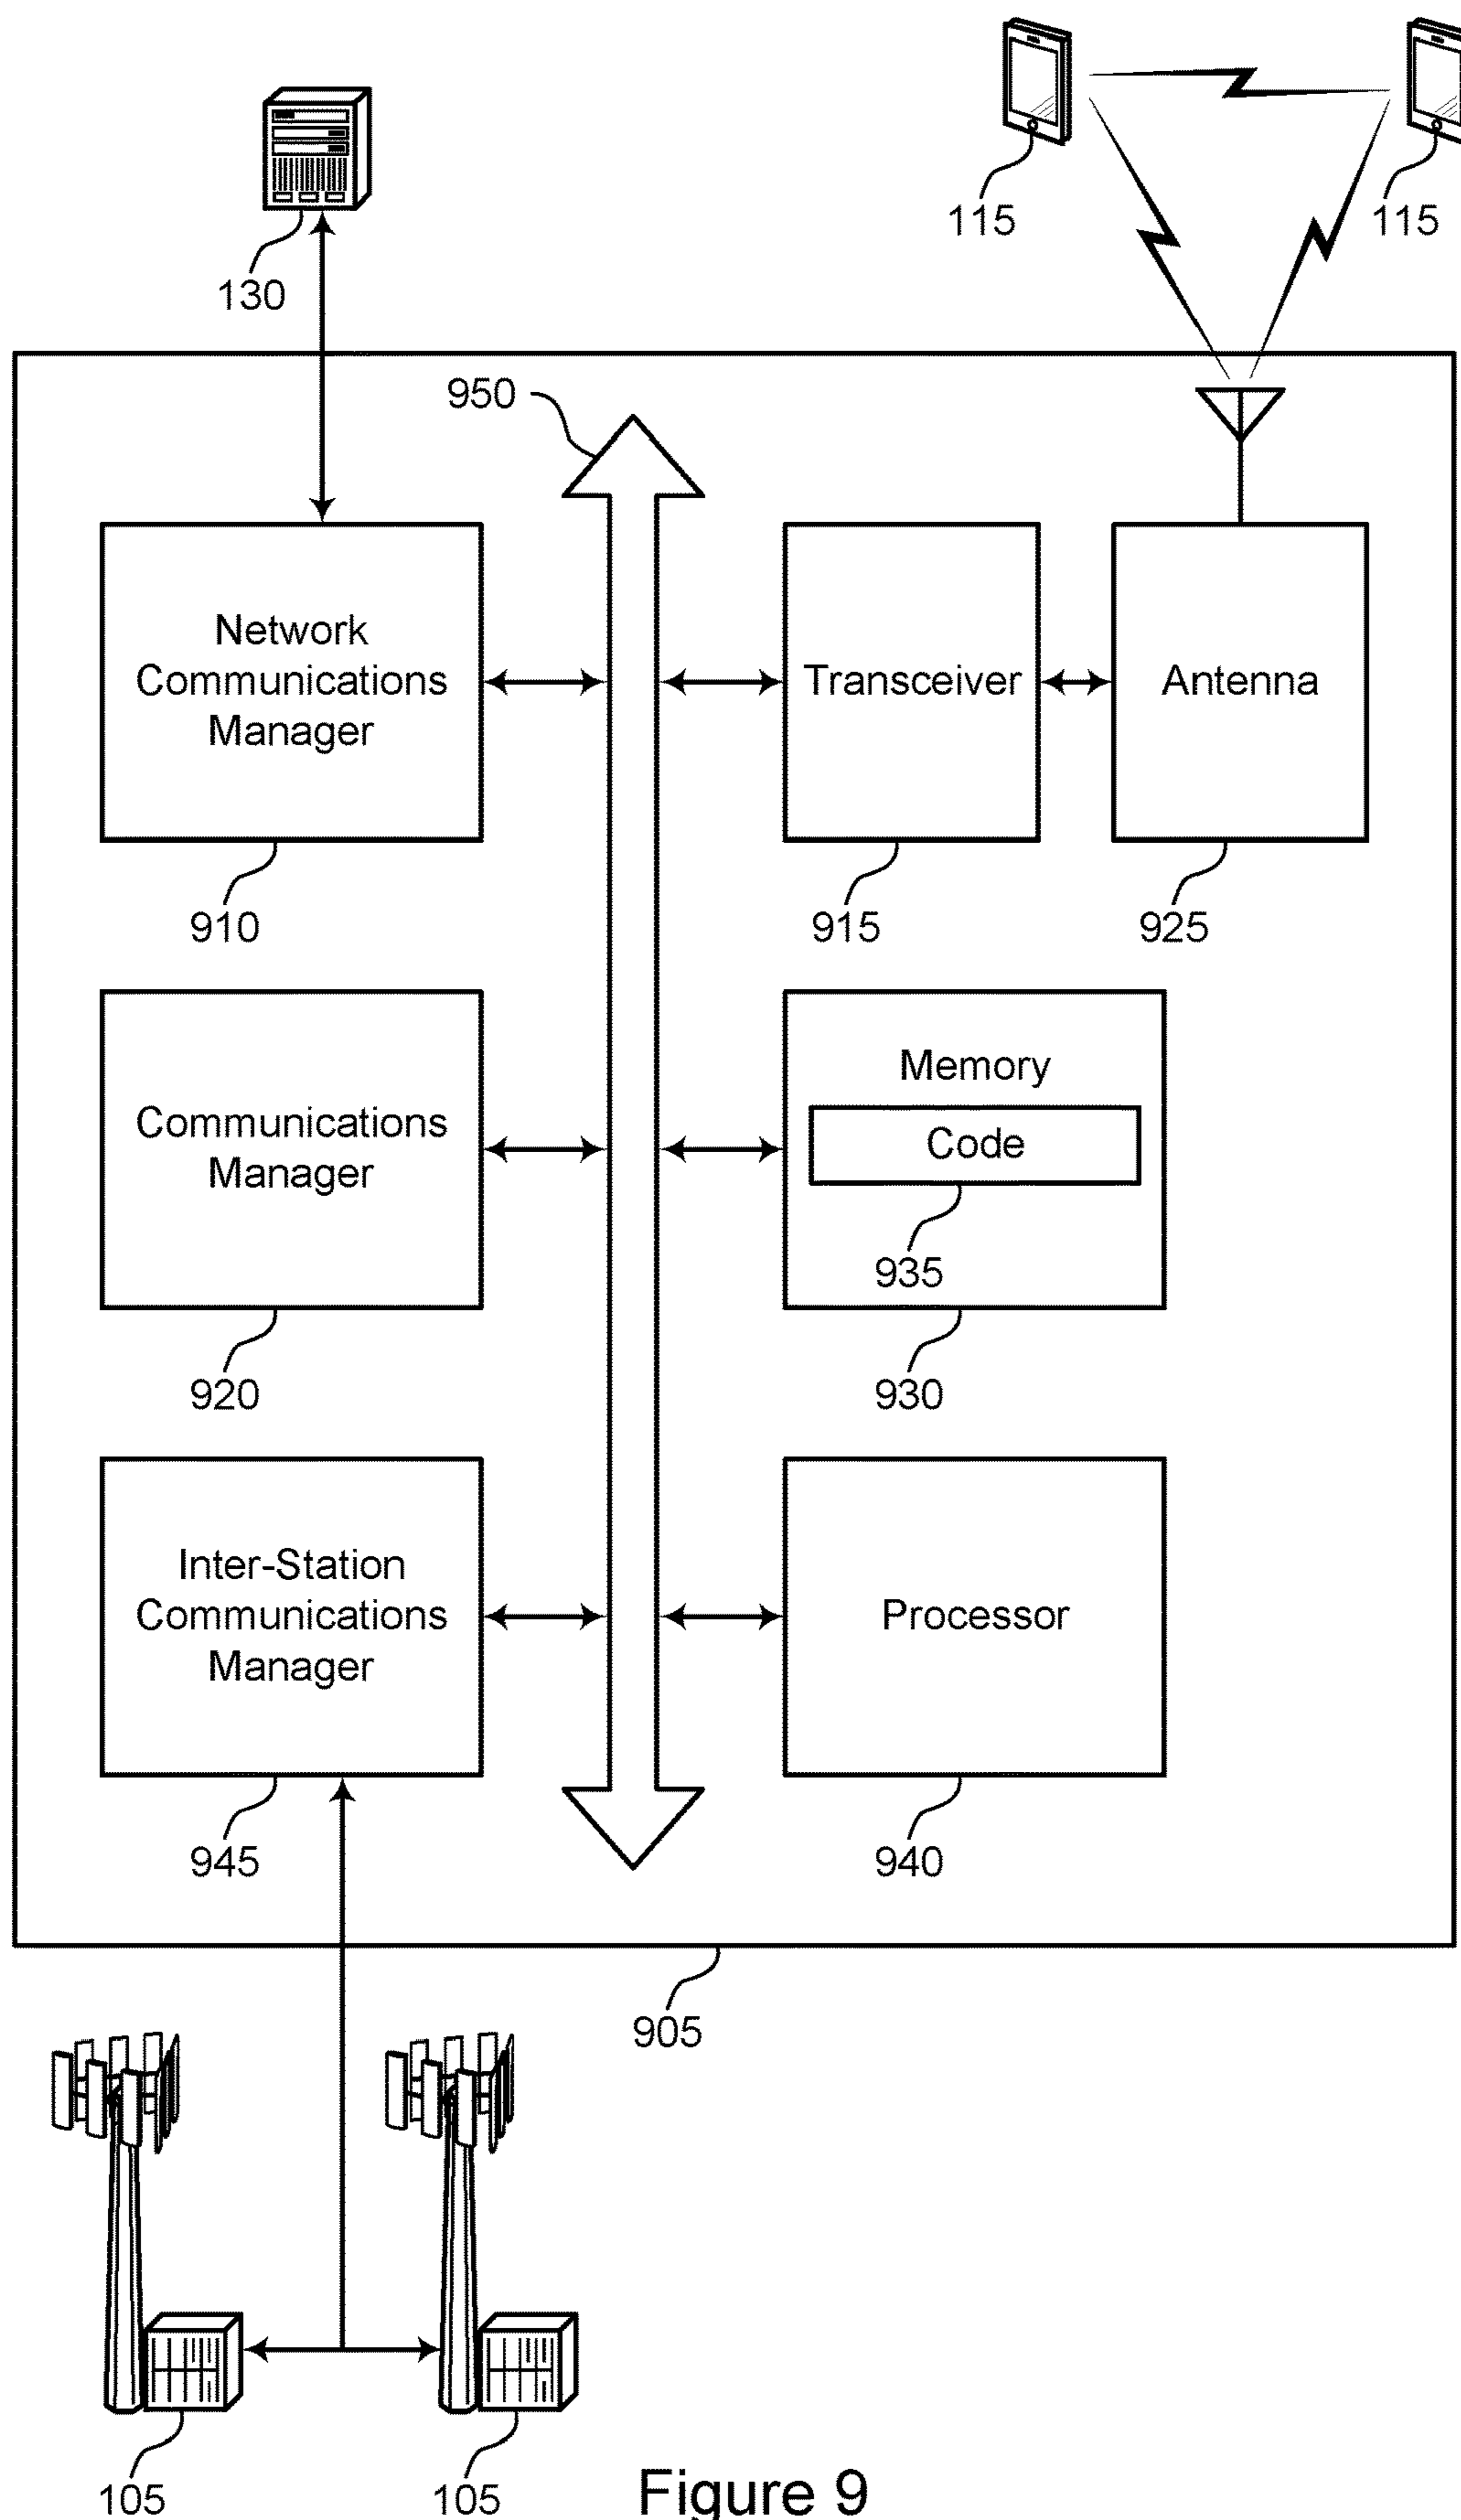 115
115
130
950
Network
Communications
Manager
Transceiver
Antenna
910
915
925
Communications
Manager
Memory
Code
935
920
930
Inter-Station
Communications
Manager
Processor
945
940
905
105
105
Figure 9